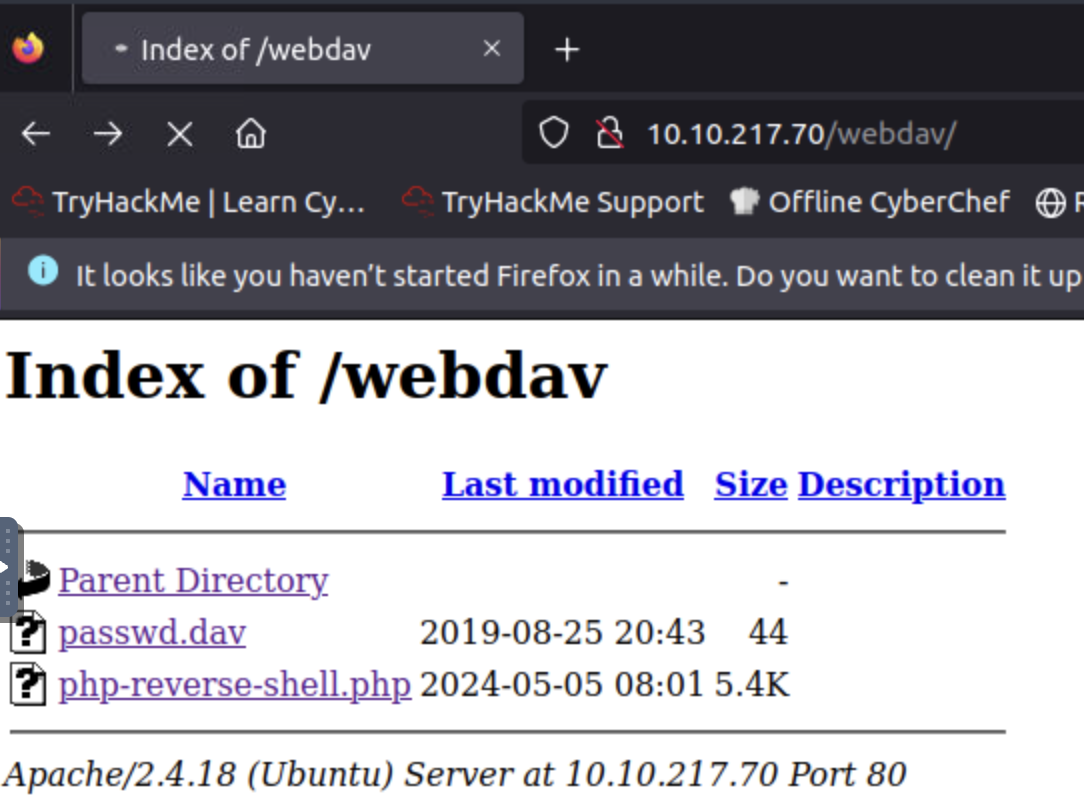 Index of /webdav
10.10.217.70/webdav/
TryHackMe | Learn Cy... TryHackMe Support Offline CyberChef
It looks like you haven't started Firefox in a while. Do you want to clean it up
Index of /webdav
Name Last modified Size Description
Parent Directory -
passwd.dav 2019-08-25 20:43 44
php-reverse-shell.php 2024-05-05 08:01 5.4K
Apache/2.4.18 (Ubuntu) Server at 10.10.217.70 Port 80